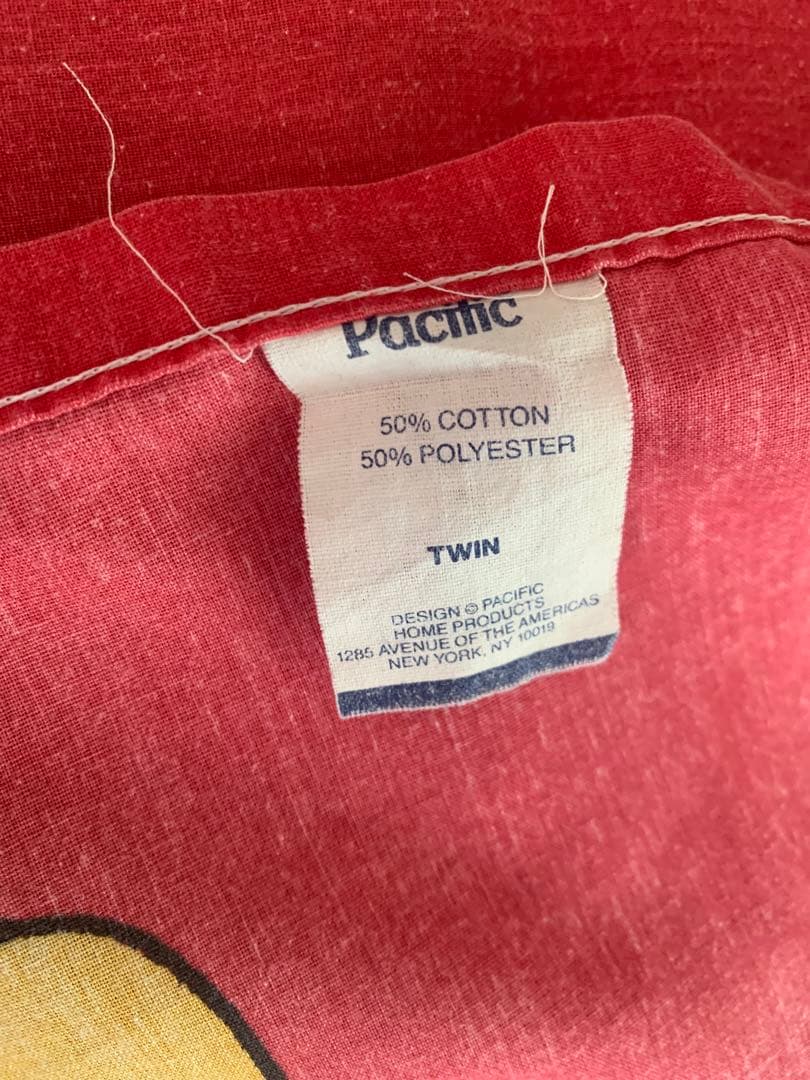 Pacific
50% COTTON
50% POLYESTER
TWIN
DESIGN © PACIFIC
HOME PRODUCTS
1285 AVENUE OF THE AMERICAS
NEW YORK, NY 10019